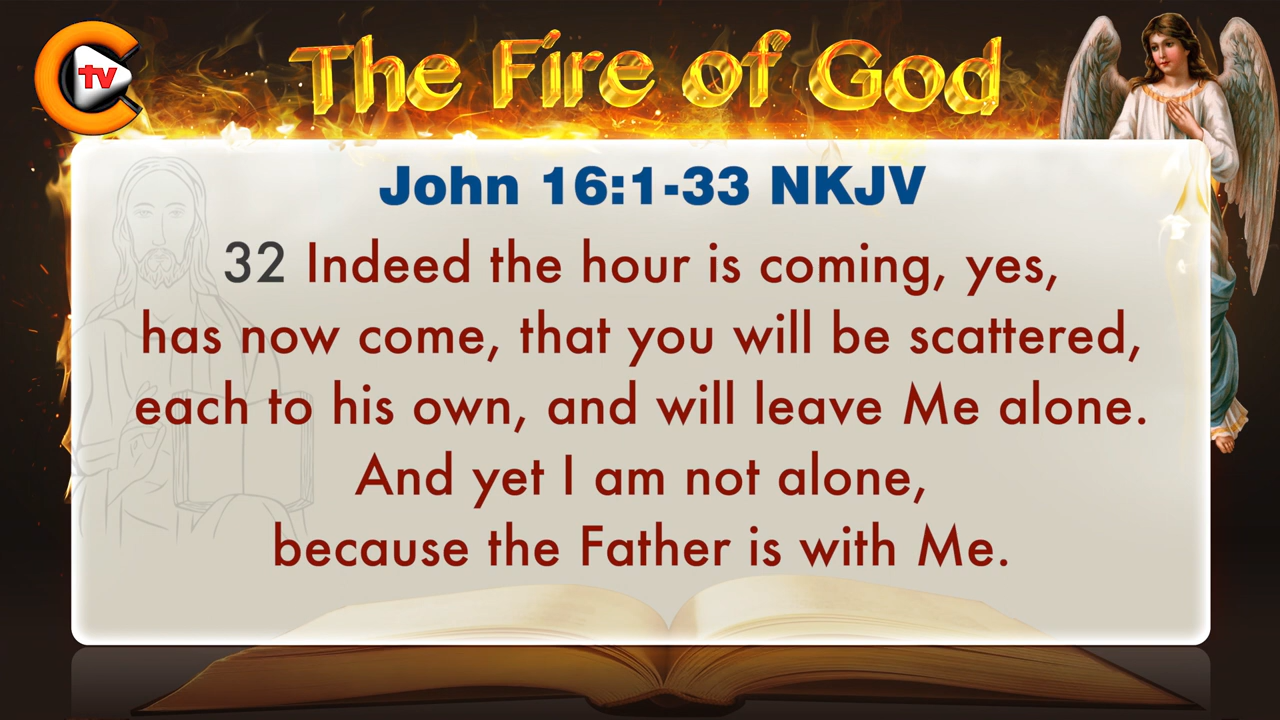 tv
The Fire of God
John 16:1-33 NKJV
32 Indeed the hour is coming, yes,
has now come, that you will be scattered,
each to his own, and will leave Me alone.
And yet I am not alone,
because the Father is with Me.